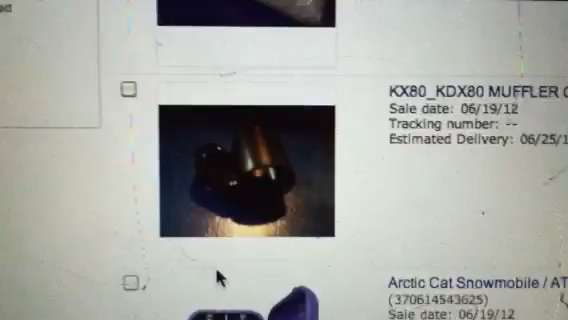 KX80_KDX80 MUFFLER
Sale date: 06/19/12
Tracking number: --
Estimated Delivery: 06/25/1
Arctic Cat Snowmobile / AT
(370614543625)
Sale date: 06/19/12